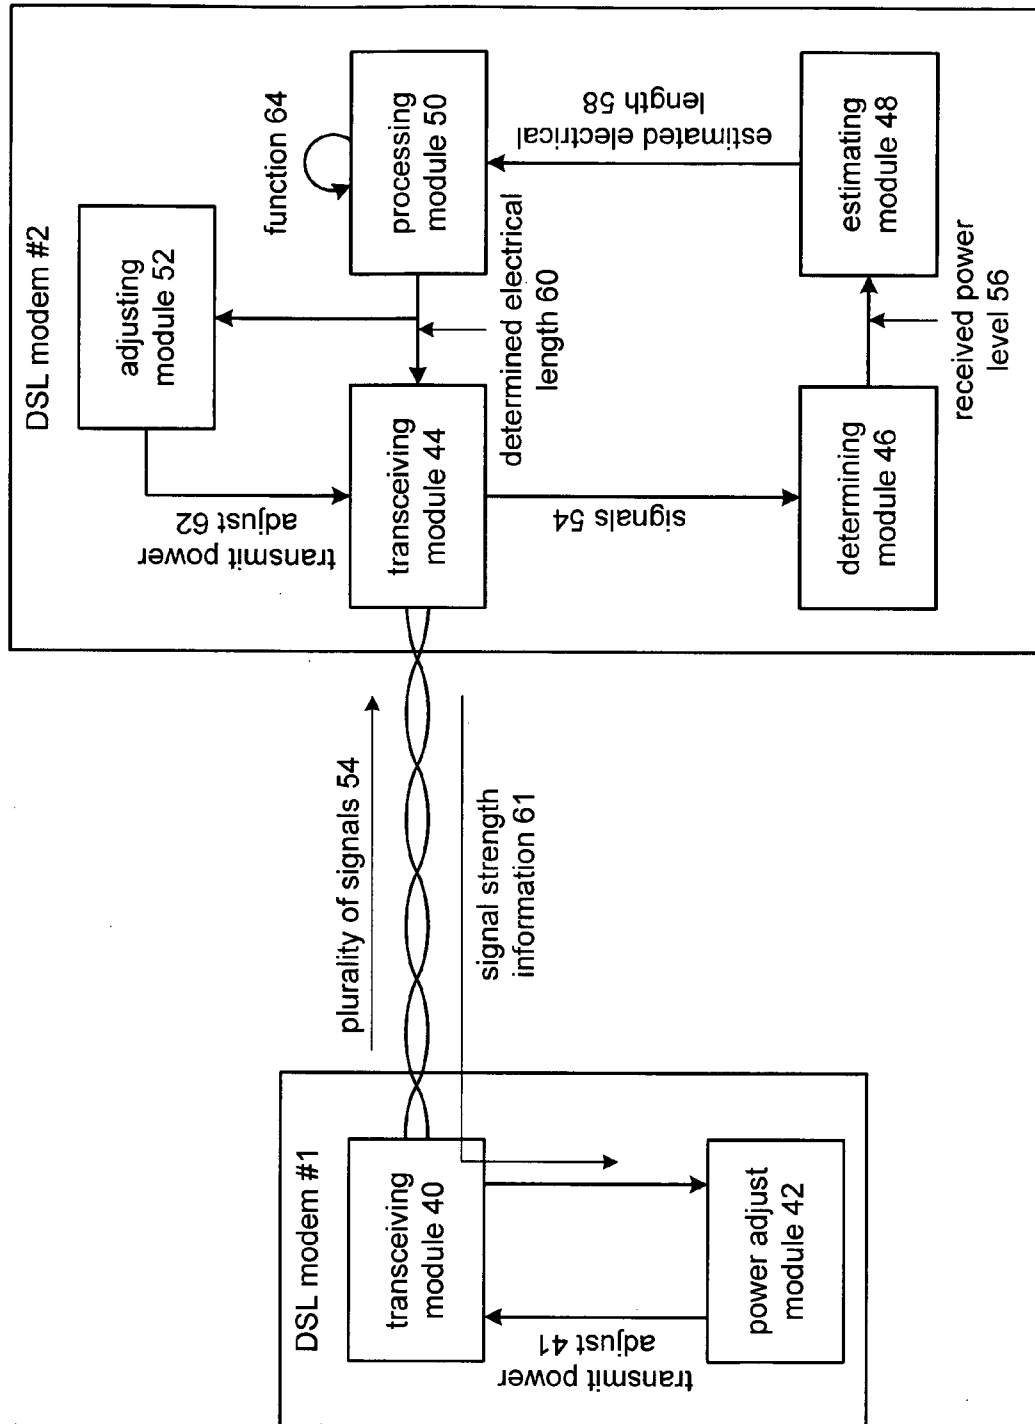 DSL modem #1
transceiving
module 40
transmit power
adjust 41
power adjust
module 42
plurality of signals 54
signal strength
information 61
DSL modem #2
adjusting
module 52
transmit power
adjust 62
transceiving
module 44
function 64
processing
module 50
determined electrical
length 60
estimated electrical
length 58
signals 54
determining
module 46
received power
level 56
estimating
module 48